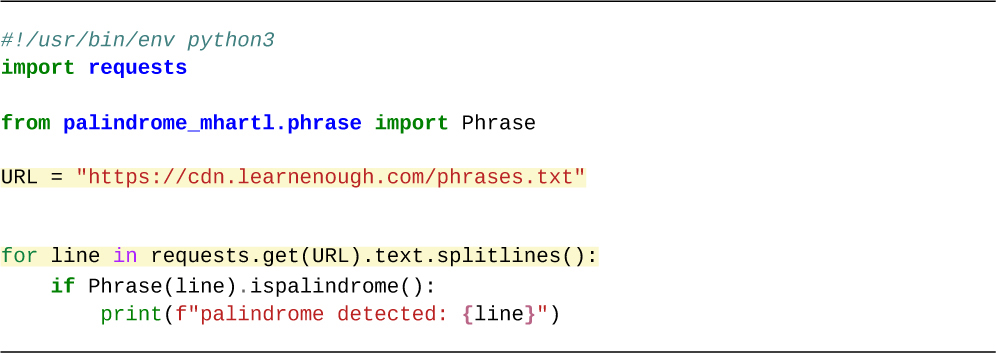 #!/usr/bin/env python3
import requests
from palindrome_mhartl.phrase import Phrase
URL = "https://cdn.learnenough.com/phrases.txt"
for line in requests.get(URL).text.splitlines():
    if Phrase(line).ispalindrome():
        print(f"palindrome detected: {line}")